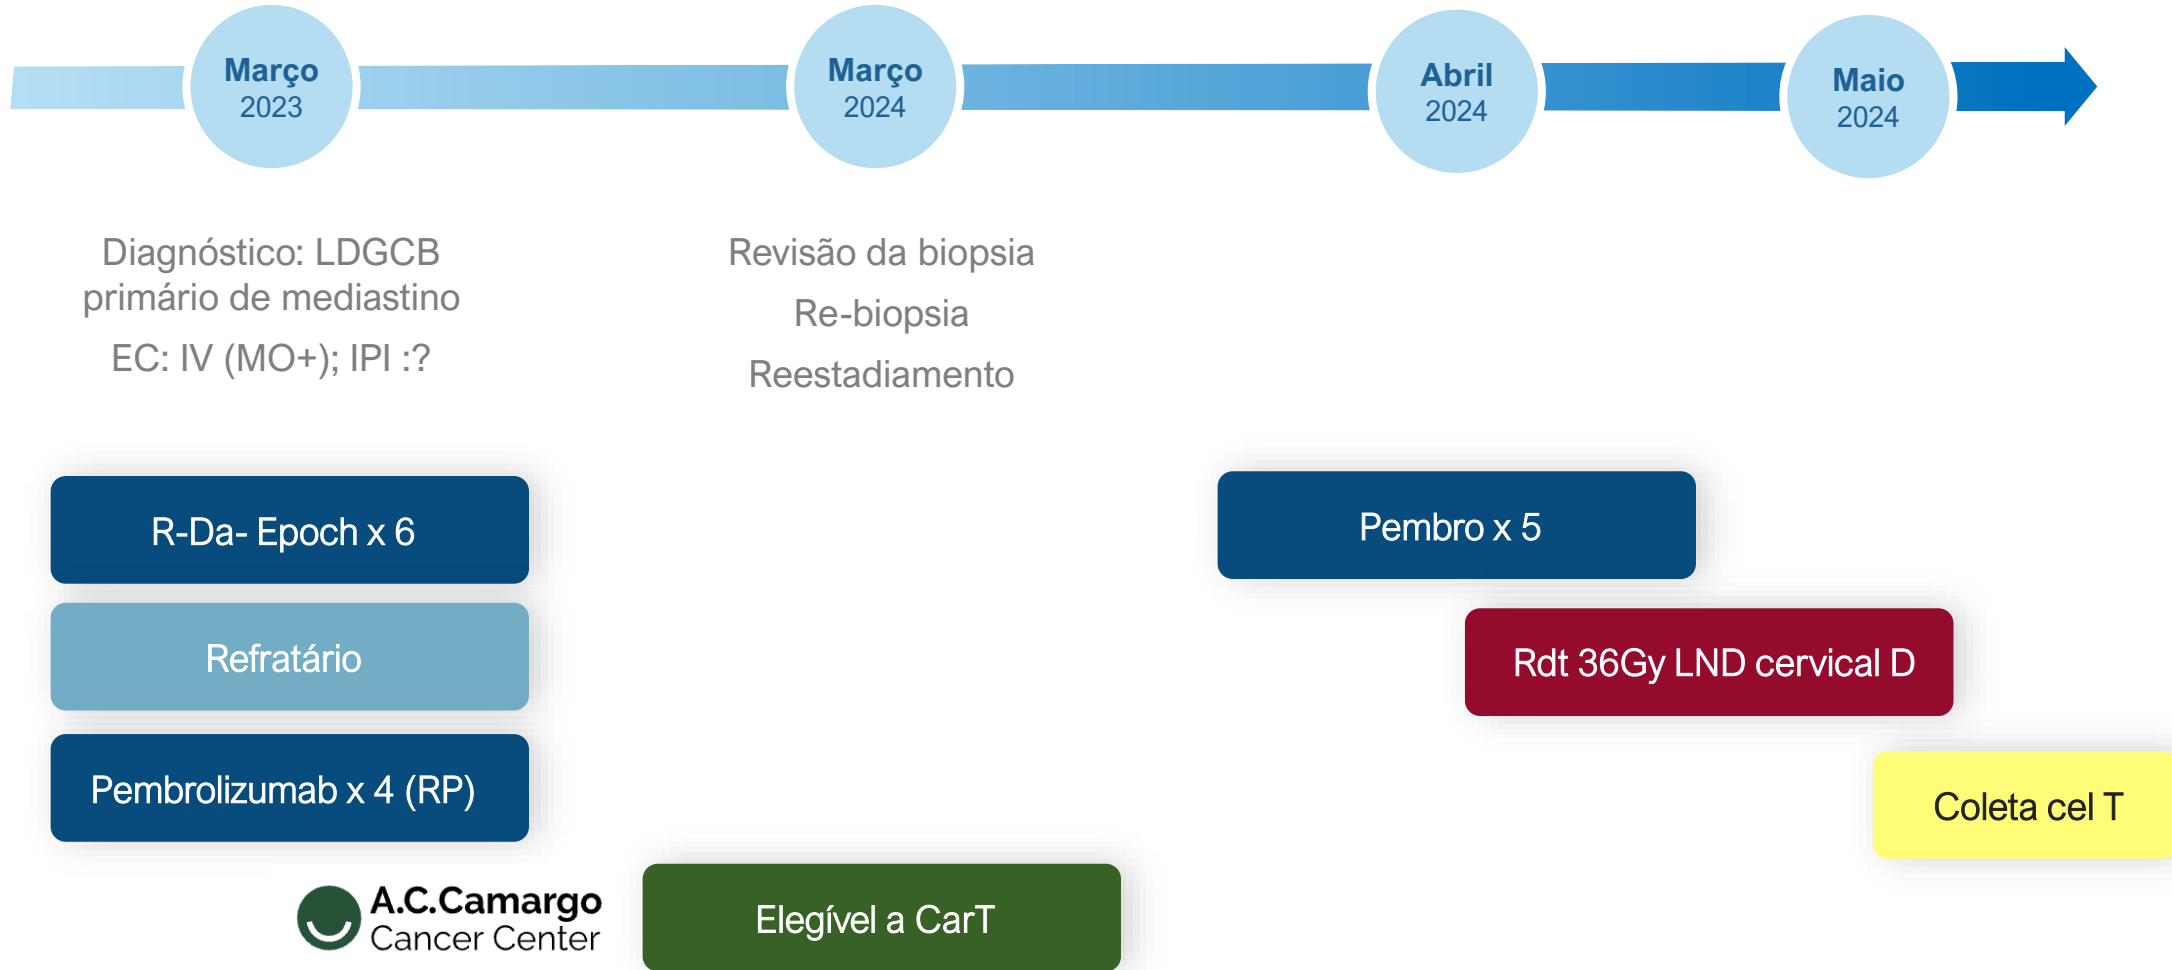 Março
2023
Março
2024
Abril
2024
Maio
2024
Diagnóstico: LDGCB
primário de mediastino
EC: IV (MO+); IPI :?
Revisão da biopsia
Re-biopsia
Reestadiamento
R-Da- Epoch x 6
Refratário
Pembrolizumab x 4 (RP)
Pembro x 5
Rdt 36Gy LND cervical D
Coleta cel T
A.C.Camargo
Cancer Center
Elegível a CarT